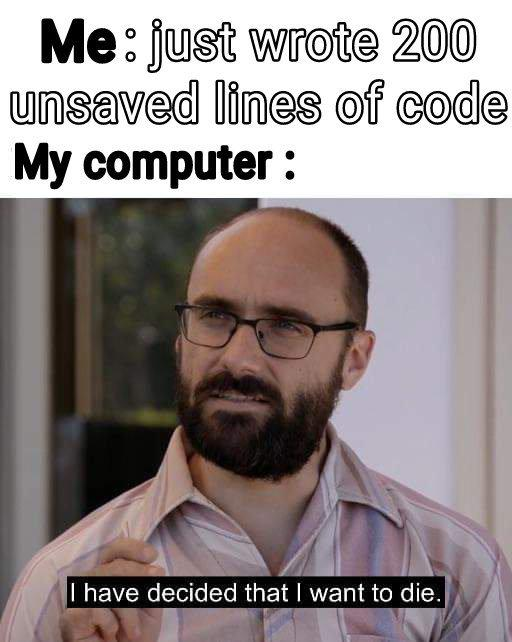 Me : just wrote 200
unsaved lines of code
My computer :
I have decided that I want to die.